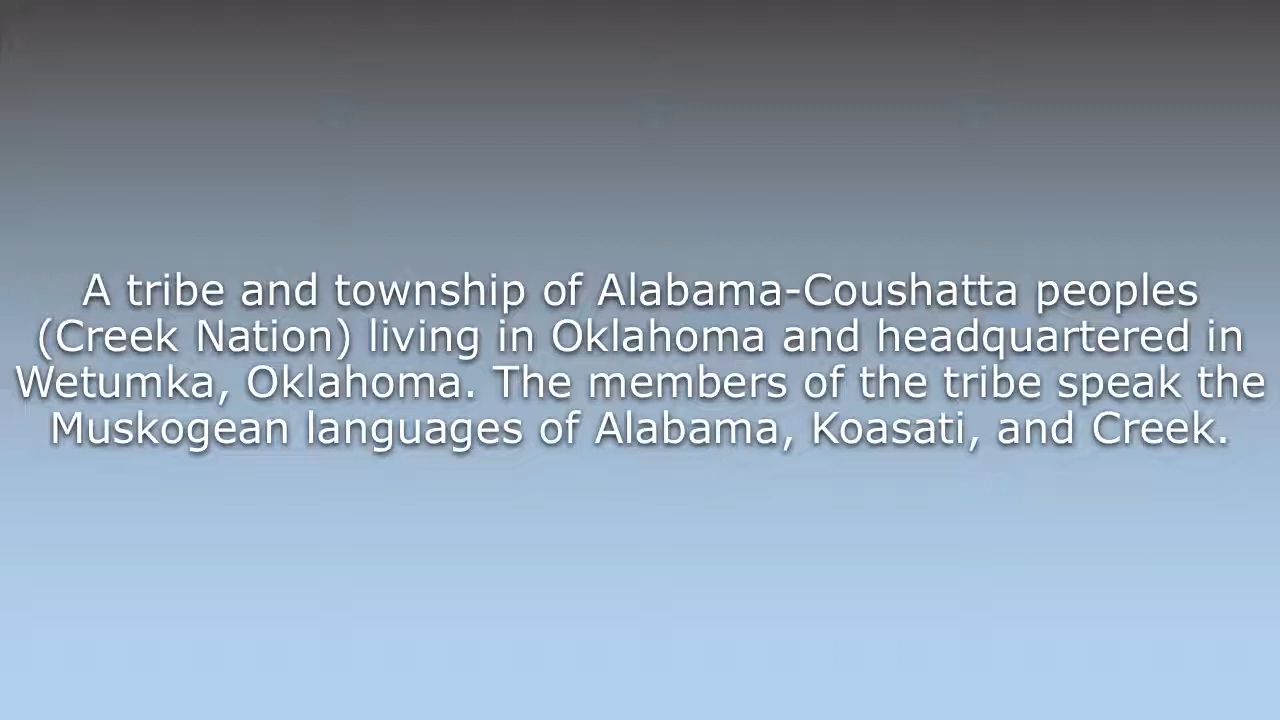 A tribe and township of Alabama-Coushatta peoples
(Creek Nation) living in Oklahoma and headquartered in
Wetumka, Oklahoma. The members of the tribe speak the
Muskogean languages of Alabama, Koasati, and Creek.